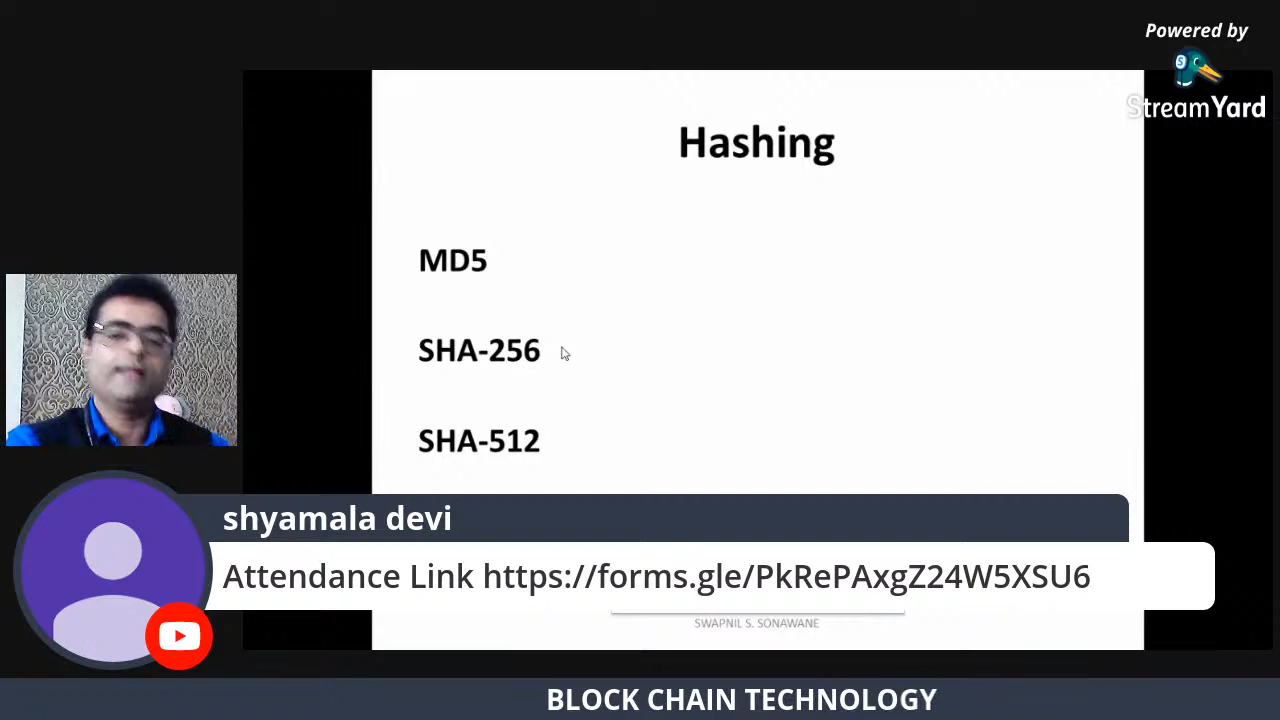 Powered by
StreamYard
Hashing
MD5
SHA-256
SHA-512
shyamala devi
Attendance Link https://forms.gle/PkRePAxgZ24W5XSU6
SWAPNIL S. SONAWANE
BLOCK CHAIN TECHNOLOGY